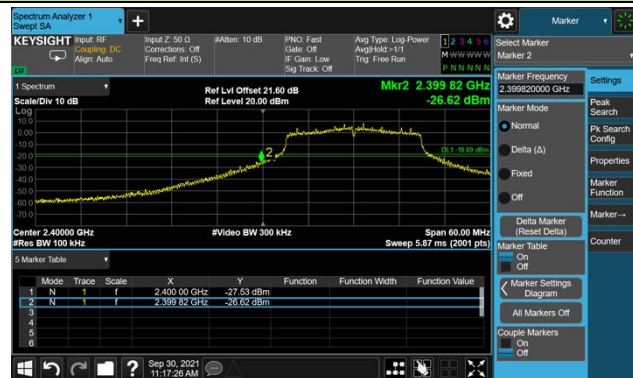 Spectrum Analyzer 1
Swept SA
Marker
KEYSIGHT
Input: RF
Coupling: DC
Align: Auto
Input Z: 50 Ω
Corrections: Off
Freq Ref: Int (S)
#Atten: 10 dB
PNO: Fast
Gate: Off
IF Gain: Low
Sig Track: Off
Avg Type: Log-Power
Avg|Hold:>1/1
Trig: Free Run
1 2 3 4 5 6
M W W W W W
P N N N N N
Select Marker
Marker 2
LVI
1 Spectrum
Scale/Div 10 dB
Log
Ref Lvl Offset 21.60 dB
Ref Level 20.00 dBm
Mkr2 2.399 82 GHz
-26.62 dBm
10.0
0.00
-10.0
-20.0
-30.0
-40.0
-50.0
-60.0
-70.0
2
DL1 -18.69 dBm
Center 2.40000 GHz
#Res BW 100 kHz
#Video BW 300 kHz
Span 60.00 MHz
Sweep 5.87 ms (2001 pts)
5 Marker Table
Mode Trace Scale X Y Function Function Width Function Value
1 N 1 f 2.400 00 GHz -27.53 dBm
2 N 1 f 2.399 82 GHz -26.62 dBm
3
4
5
6
Marker Frequency
2.399820000 GHz
Marker Mode
Normal
Delta (Δ)
Fixed
Off
Delta Marker
(Reset Delta)
Marker Table
On
Off
Marker Settings
Diagram
All Markers Off
Couple Markers
On
Off
Settings
Peak
Search
Pk Search
Config
Properties
Marker
Function
Marker→
Counter
Sep 30, 2021
11:17:26 AM